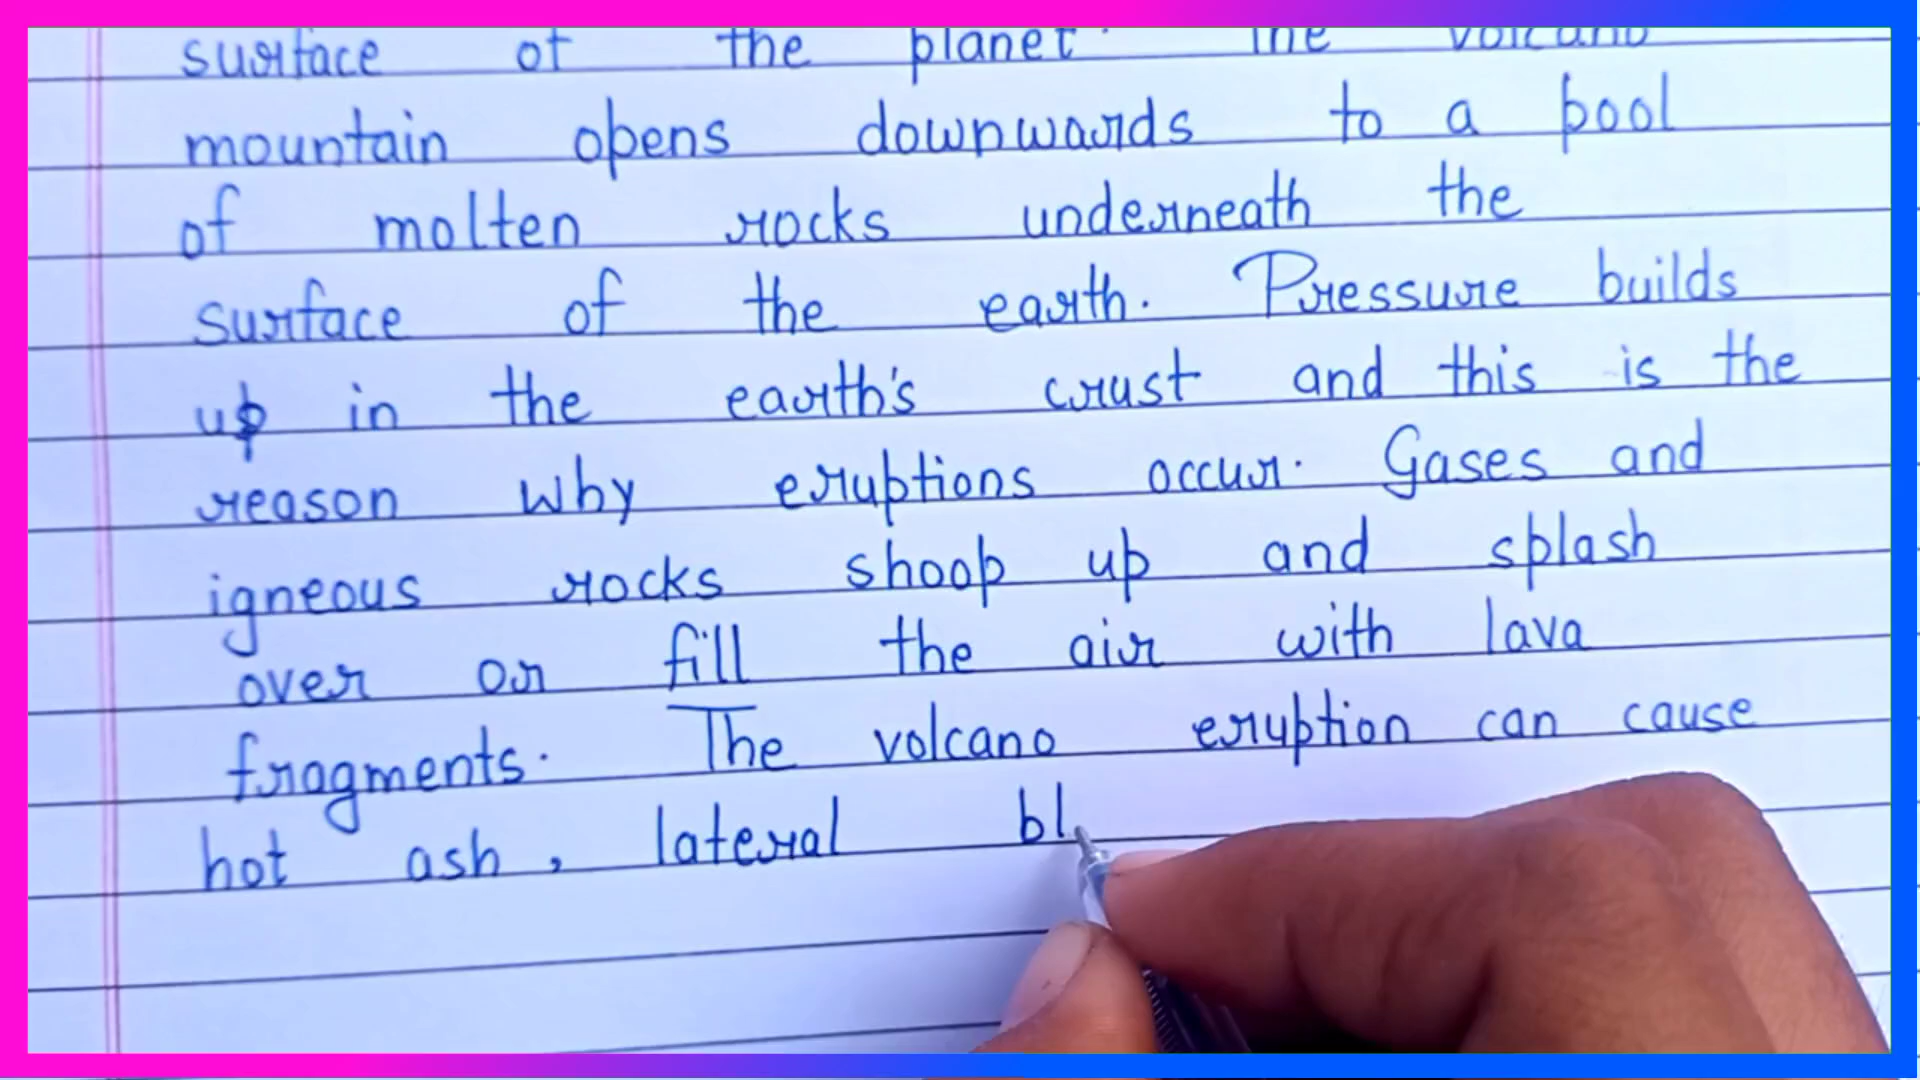 surface of the planet. The volcano
mountain opens downwards to a pool
of molten rocks underneath the
surface of the earth. Pressure builds
up in the earth's crust and this is the
reason why eruptions occur. Gases and
igneous rocks shoop up and splash
over or fill the air with lava
fragments. The volcano eruption can cause
hot ash, lateral bl